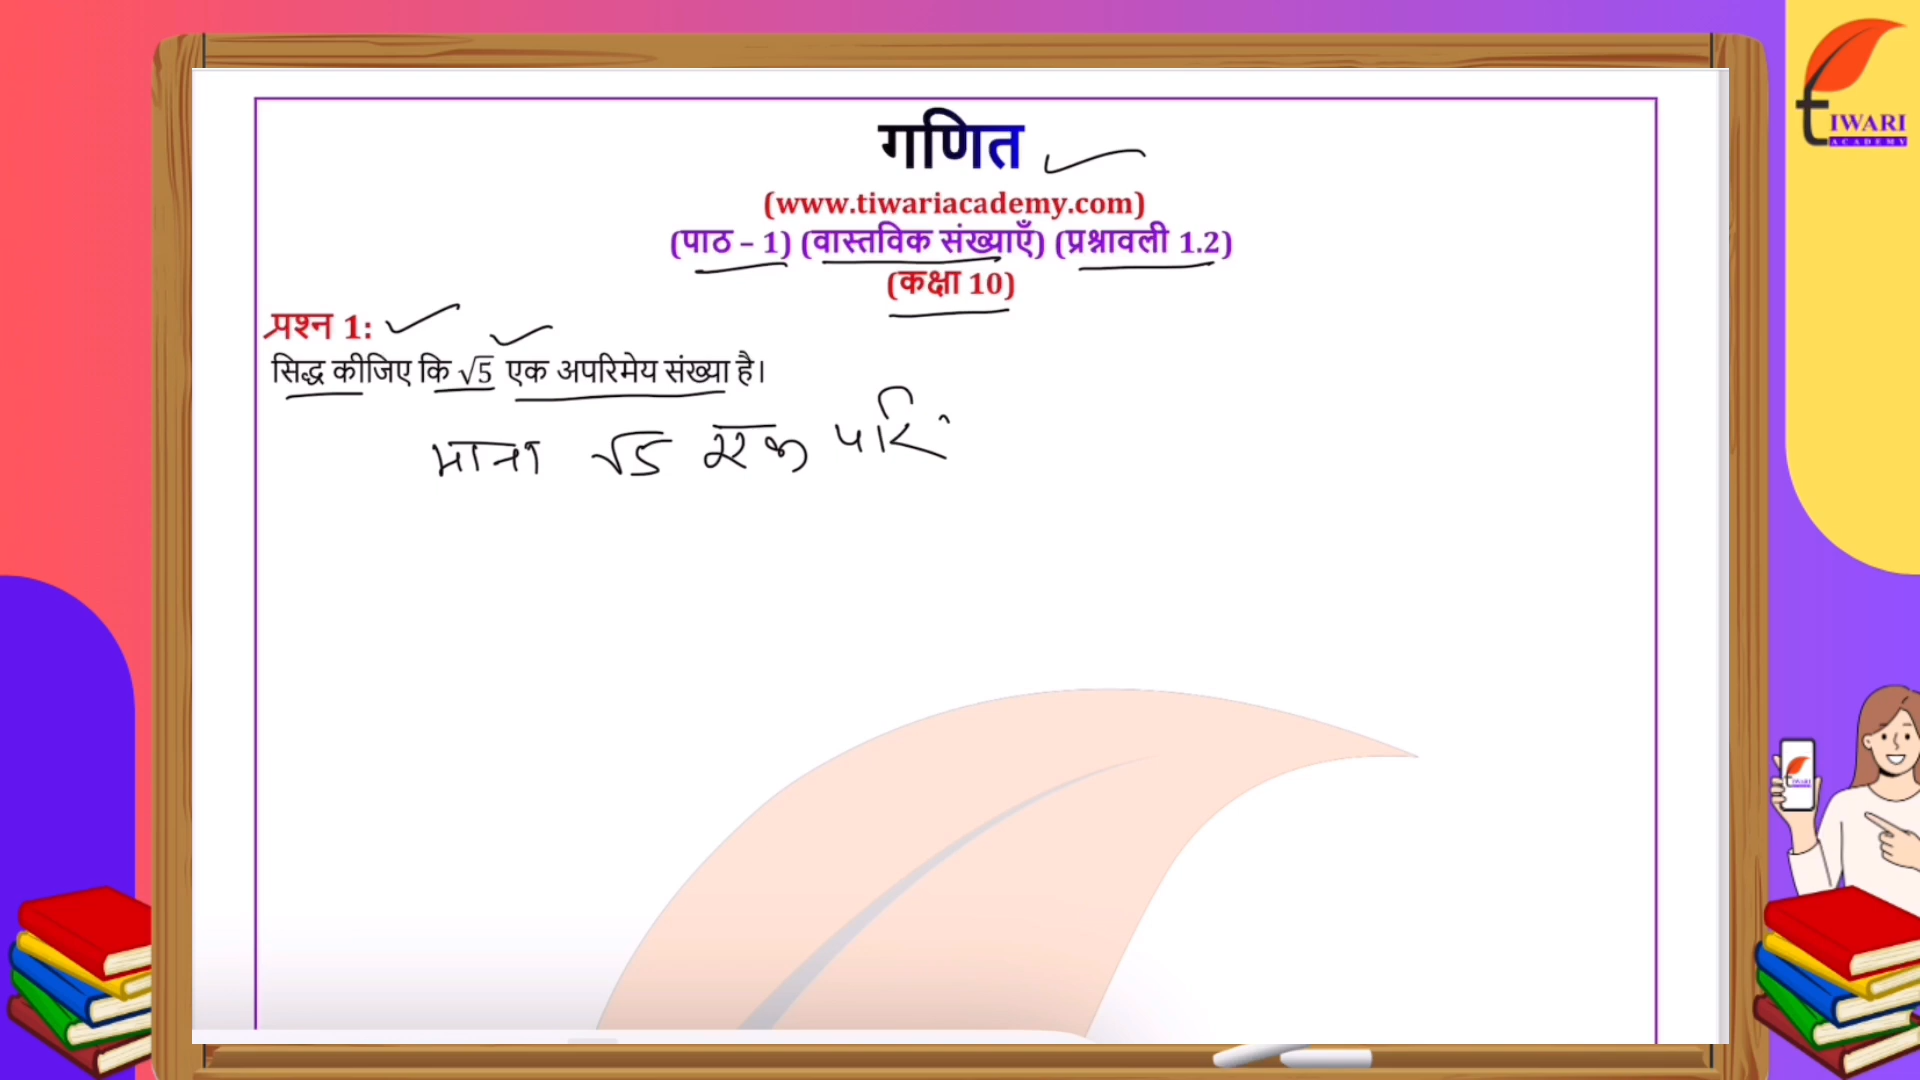 गणित
(www.tiwariacademy.com)
(पाठ – 1) (वास्तविक संख्याएँ) (प्रश्नावली 1.2)
(कक्षा 10)
प्रश्न 1:
सिद्ध कीजिए कि √5 एक अपरिमेय संख्या है।
माना √5 एक परि
TIWARI
ACADEMY